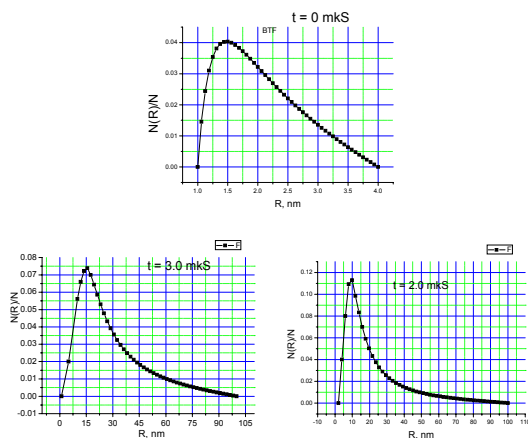 t = 0 mkS
BTF
N(R)/N
0.04
0.03
0.02
0.01
0.00
1.0 1.5 2.0 2.5 3.0 3.5 4.0
R, nm
F
t = 3.0 mkS
N(R)/N
0.08
0.07
0.06
0.05
0.04
0.03
0.02
0.01
0.00
-0.01
0 15 30 45 60 75 90 105
R, nm
F
t = 2.0 mkS
N(R)/N
0.12
0.10
0.08
0.06
0.04
0.02
0.00
-10 0 10 20 30 40 50 60 70 80 90 100
R, nm